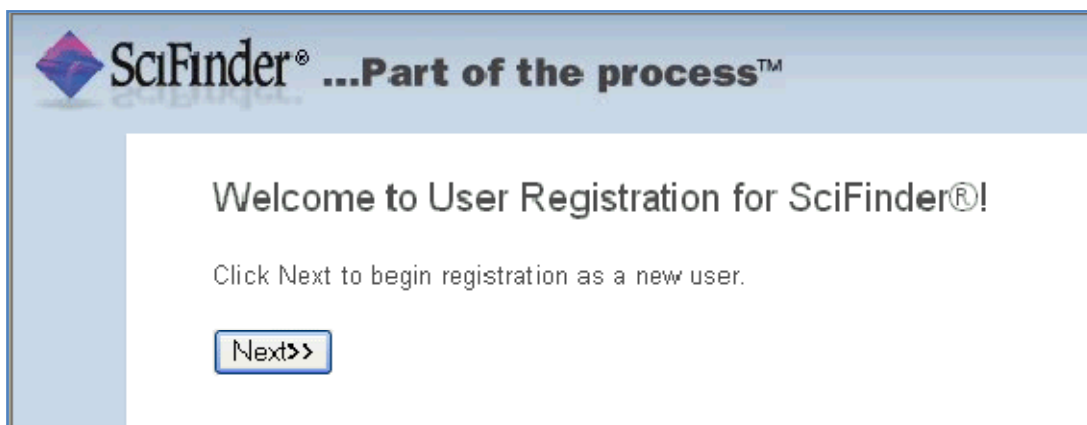 SciFinder® ...Part of the process™
Welcome to User Registration for SciFinder®!
Click Next to begin registration as a new user.
Next>>